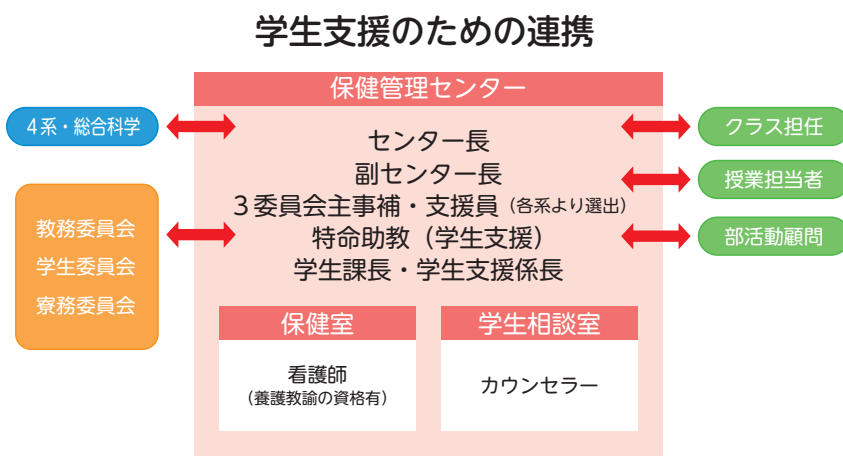 学生支援のための連携
保健管理センター
4系・総合科学
教務委員会
学生委員会
寮務委員会
センター長
副センター長
3委員会主事補・支援員（各系より選出）
特命助教（学生支援）
学生課長・学生支援係長
保健室
看護師
（養護教諭の資格有）
学生相談室
カウンセラー
クラス担任
授業担当者
部活動顧問